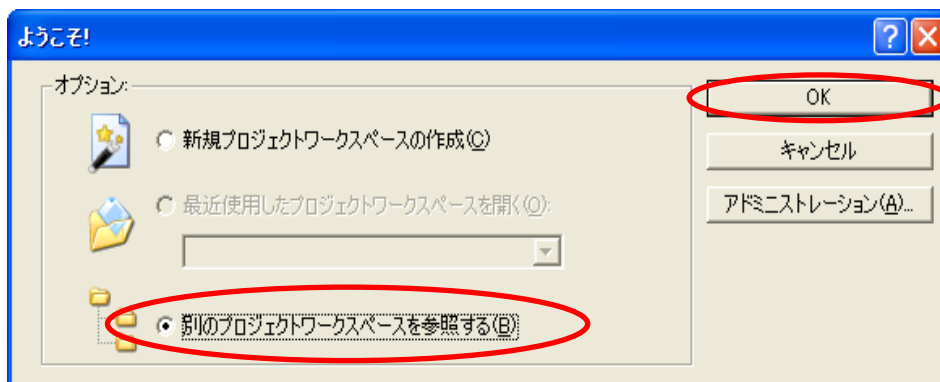 ようこそ!
オプション:
新規プロジェクトワークスペースの作成(C)
最近使用したプロジェクトワークスペースを開く(O):
別のプロジェクトワークスペースを参照する(B)
OK
キャンセル
アドミニストレーション(A)...